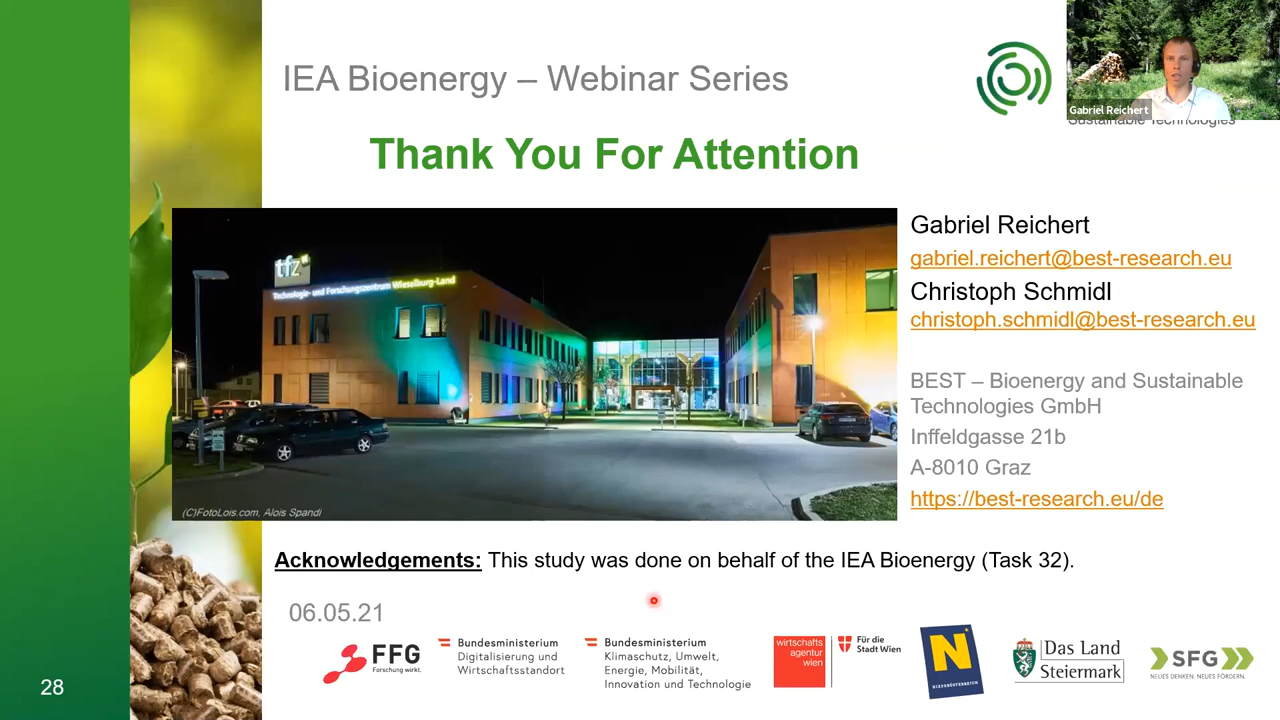 IEA Bioenergy – Webinar Series
Gabriel Reichert
Sustainable Technologies
Thank You For Attention
tfz
Technologie- und Forschungszentrum Wieselburg-Land
(C)FotoLois.com, Alois Spandl
Gabriel Reichert
gabriel.reichert@best-research.eu
Christoph Schmidl
christoph.schmidl@best-research.eu
BEST – Bioenergy and Sustainable
Technologies GmbH
Inffeldgasse 21b
A-8010 Graz
https://best-research.eu/de
Acknowledgements: This study was done on behalf of the IEA Bioenergy (Task 32).
06.05.21
FFG
Forschung wirkt.
Bundesministerium
Digitalisierung und
Wirtschaftsstandort
Bundesministerium
Klimaschutz, Umwelt,
Energie, Mobilität,
Innovation und Technologie
wirtschafts
agentur
wien
Für die
Stadt Wien
N
NIEDERÖSTERREICH
Das Land
Steiermark
SFG
NEUES DENKEN. NEUES FÖRDERN.
28